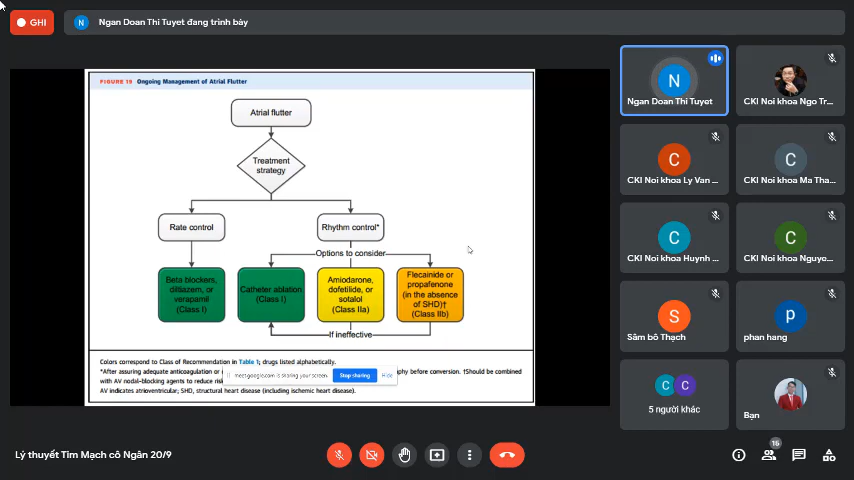 GHI
N
Ngan Doan Thi Tuyet đang trình bày
FIGURE 19 Ongoing Management of Atrial Flutter
Atrial flutter
Treatment
strategy
Rate control
Rhythm control*
Options to consider
Beta blockers,
diltiazem, or
verapamil
(Class I)
Catheter ablation
(Class I)
Amiodarone,
dofetilide, or
sotalol
(Class IIa)
Flecainide or
propafenone
(in the absence
of SHD)†
(Class IIb)
If ineffective
Colors correspond to Class of Recommendation in Table 1; drugs listed alphabetically.
*After assuring adequate anticoagulation or
phy before conversion. †Should be combined
with AV nodal-blocking agents to reduce
AV indicates atrioventricular; SHD, structural heart disease (including ischemic heart disease).
meet.google.com is sharing your screen.
Stop sharing
Hide
N
Ngan Doan Thi Tuyet
CKI Noi khoa Ngo Tr...
C
CKI Noi khoa Ly Van ...
C
CKI Noi khoa Ma Tha...
C
CKI Noi khoa Huynh ...
C
CKI Noi khoa Nguye...
S
Sâm bô Thạch
p
phan hang
C C
5 người khác
Bạn
Lý thuyết Tim Mạch cô Ngân 20/9